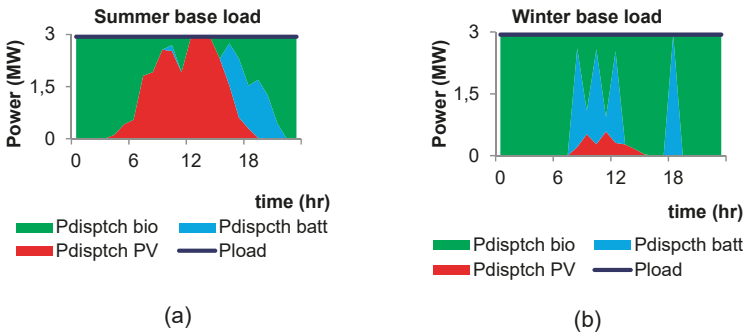 Summer base load
Power (MW)
3
1,5
0
0 6 12 18
time (hr)
Pdisptch bio Pdispcth batt
Pdisptch PV Pload
(a)
Winter base load
Power (MW)
3
1,5
0
0 6 12 18
time (hr)
Pdisptch bio Pdispcth batt
Pdisptch PV Pload
(b)